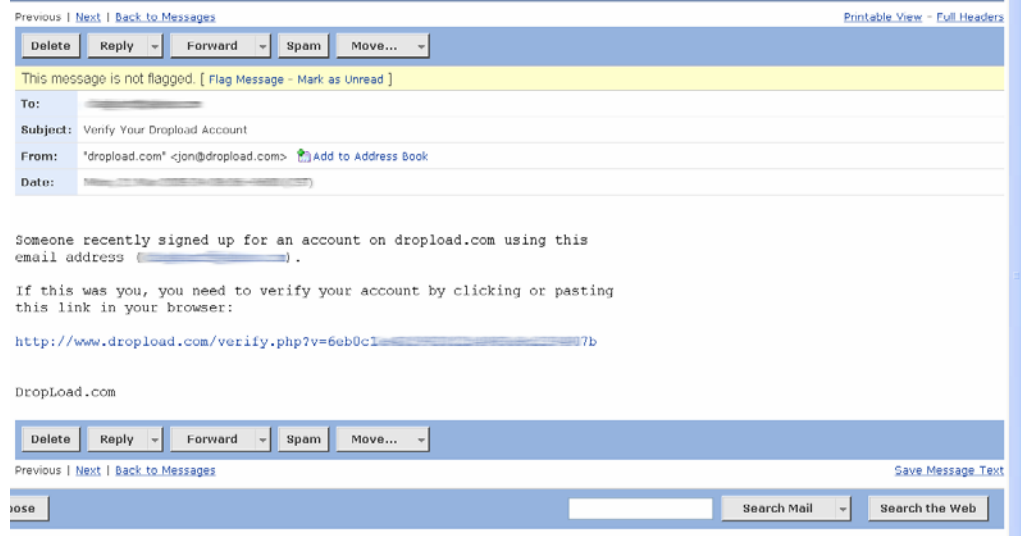 Previous | Next | Back to Messages Printable View - Full Headers
Delete Reply Forward Spam Move...
This message is not flagged. [ Flag Message - Mark as Unread ]
To:
Subject: Verify Your Dropload Account
From: "dropload.com" <jon@dropload.com> Add to Address Book
Date:
Someone recently signed up for an account on dropload.com using this
email address ( ).
If this was you, you need to verify your account by clicking or pasting
this link in your browser:
http://www.dropload.com/verify.php?v=6eb0c1 7b
DropLoad.com
Delete Reply Forward Spam Move...
Previous | Next | Back to Messages Save Message Text
Search Mail Search the Web